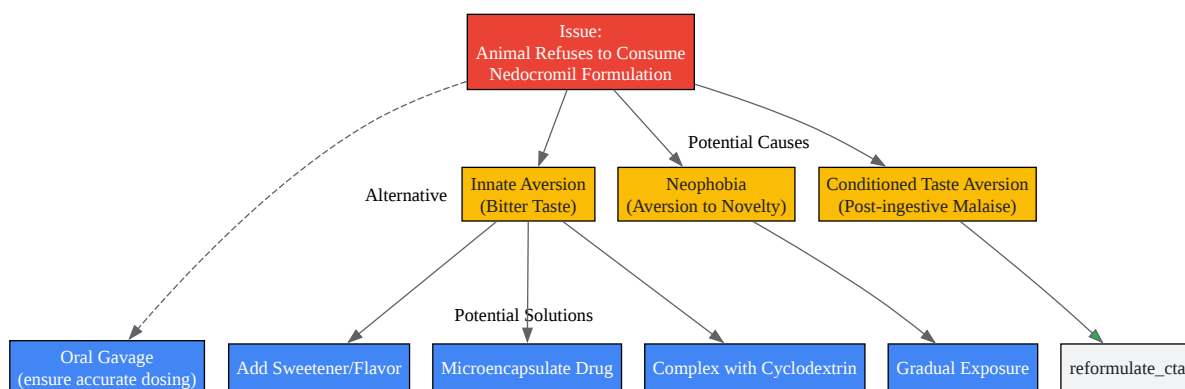 Issue:
Animal Refuses to Consume
Nedocromil Formulation
Potential Causes
Alternative
Innate Aversion
(Bitter Taste)
Neophobia
(Aversion to Novelty)
Conditioned Taste Aversion
(Post-ingestive Malaise)
Potential Solutions
Oral Gavage
(ensure accurate dosing)
Add Sweetener/Flavor
Microencapsulate Drug
Complex with Cyclodextrin
Gradual Exposure
reformulate_cta